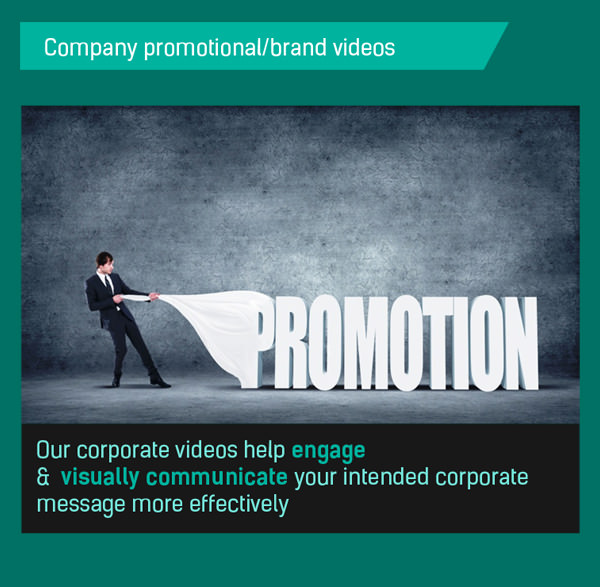 Company promotional/brand videos
PROMOTION
Our corporate videos help engage
& visually communicate your intended corporate
message more effectively